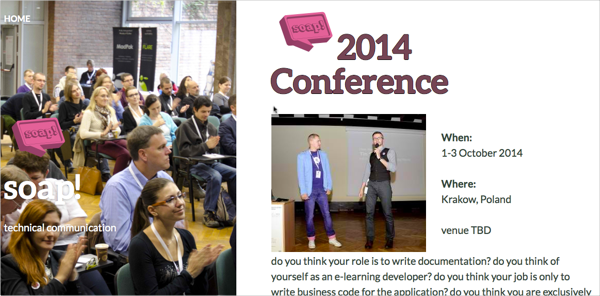 HOME
soap!
soap!
technical communication
soap!
2014
Conference
When:
1-3 October 2014
Where:
Krakow, Poland
venue TBD
do you think your role is to write documentation? do you think of
yourself as an e-learning developer? do you think your job is only to
write business code for the application? do you think you are exclusively